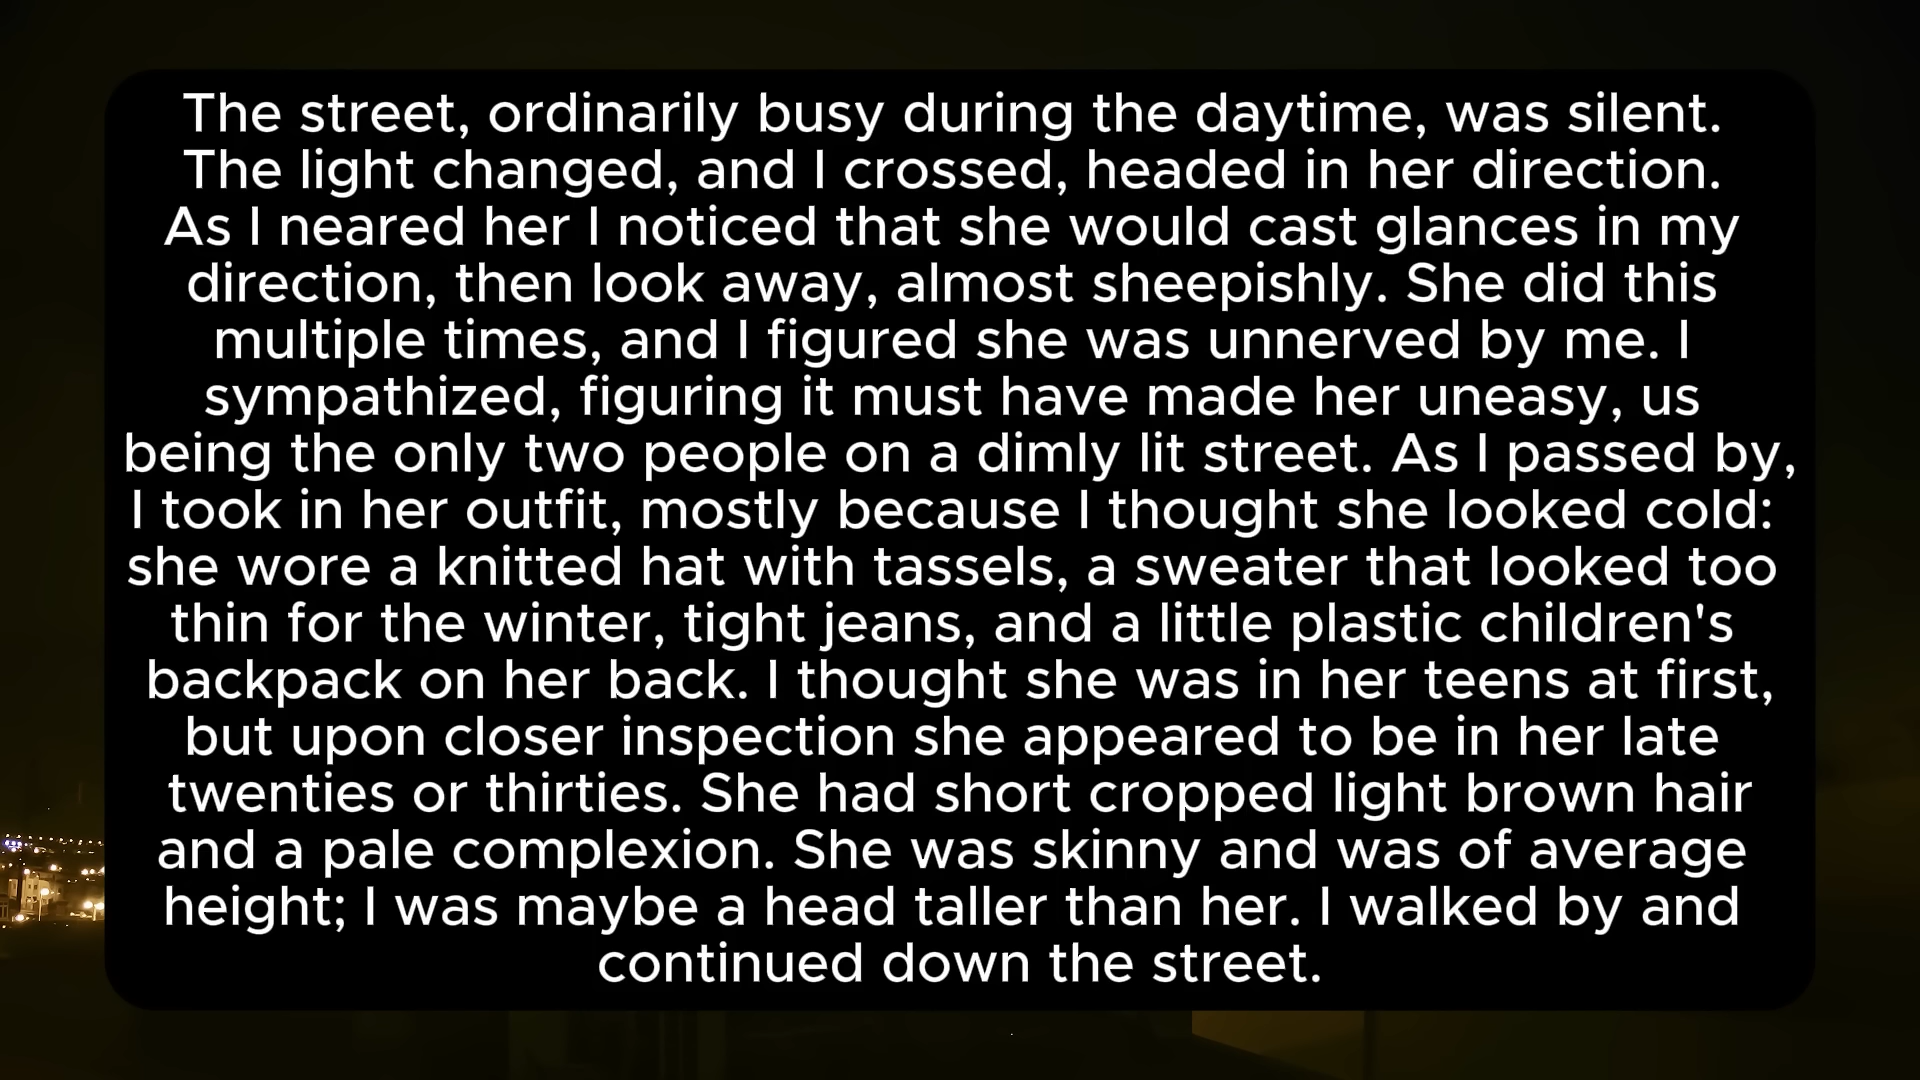 The street, ordinarily busy during the daytime, was silent.
The light changed, and I crossed, headed in her direction.
As I neared her I noticed that she would cast glances in my
direction, then look away, almost sheepishly. She did this
multiple times, and I figured she was unnerved by me. I
sympathized, figuring it must have made her uneasy, us
being the only two people on a dimly lit street. As I passed by,
I took in her outfit, mostly because I thought she looked cold:
she wore a knitted hat with tassels, a sweater that looked too
thin for the winter, tight jeans, and a little plastic children's
backpack on her back. I thought she was in her teens at first,
but upon closer inspection she appeared to be in her late
twenties or thirties. She had short cropped light brown hair
and a pale complexion. She was skinny and was of average
height; I was maybe a head taller than her. I walked by and
continued down the street.